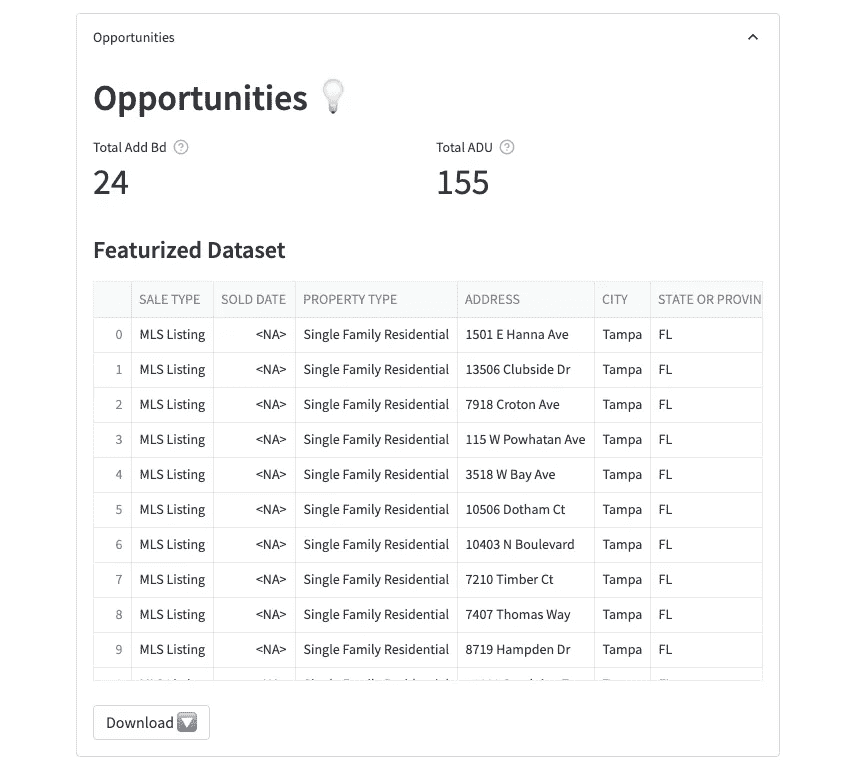 Opportunities
Opportunities
Total Add Bd Total ADU
24 155
Featurized Dataset
SALE TYPE SOLD DATE PROPERTY TYPE ADDRESS CITY STATE OR PROVIN
0 MLS Listing <NA> Single Family Residential 1501 E Hanna Ave Tampa FL
1 MLS Listing <NA> Single Family Residential 13506 Clubside Dr Tampa FL
2 MLS Listing <NA> Single Family Residential 7918 Croton Ave Tampa FL
3 MLS Listing <NA> Single Family Residential 115 W Powhatan Ave Tampa FL
4 MLS Listing <NA> Single Family Residential 3518 W Bay Ave Tampa FL
5 MLS Listing <NA> Single Family Residential 10506 Dotham Ct Tampa FL
6 MLS Listing <NA> Single Family Residential 10403 N Boulevard Tampa FL
7 MLS Listing <NA> Single Family Residential 7210 Timber Ct Tampa FL
8 MLS Listing <NA> Single Family Residential 7407 Thomas Way Tampa FL
9 MLS Listing <NA> Single Family Residential 8719 Hampden Dr Tampa FL
Download